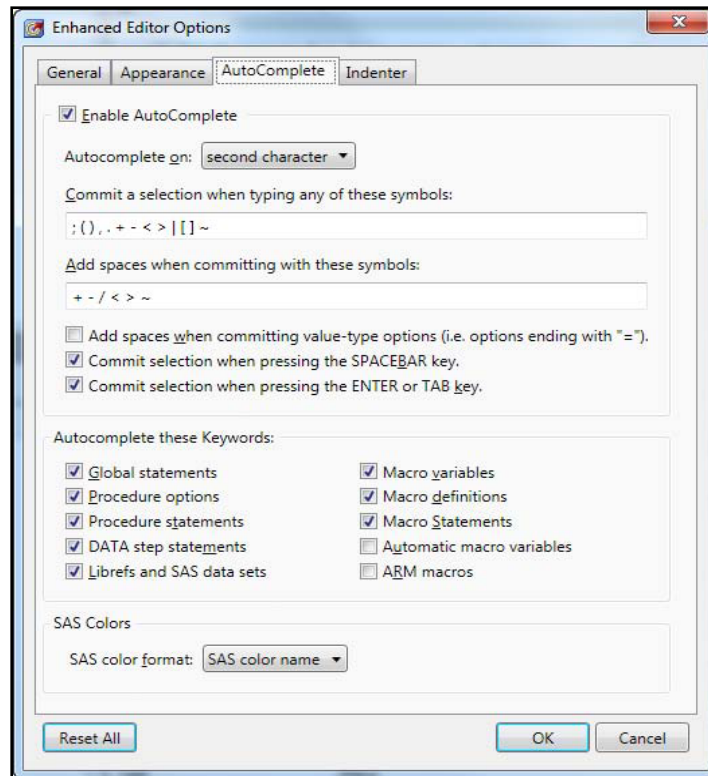 Enhanced Editor Options
General Appearance AutoComplete Indenter
Enable AutoComplete
Autocomplete on: second character
Commit a selection when typing any of these symbols:
; ( ) , . + - < > | [ ] ~
Add spaces when committing with these symbols:
+ - / < > ~
Add spaces when committing value-type options (i.e. options ending with "=").
Commit selection when pressing the SPACEBAR key.
Commit selection when pressing the ENTER or TAB key.
Autocomplete these Keywords:
Global statements Macro variables
Procedure options Macro definitions
Procedure statements Macro Statements
DATA step statements Automatic macro variables
Librefs and SAS data sets ARM macros
SAS Colors
SAS color format: SAS color name
Reset All OK Cancel